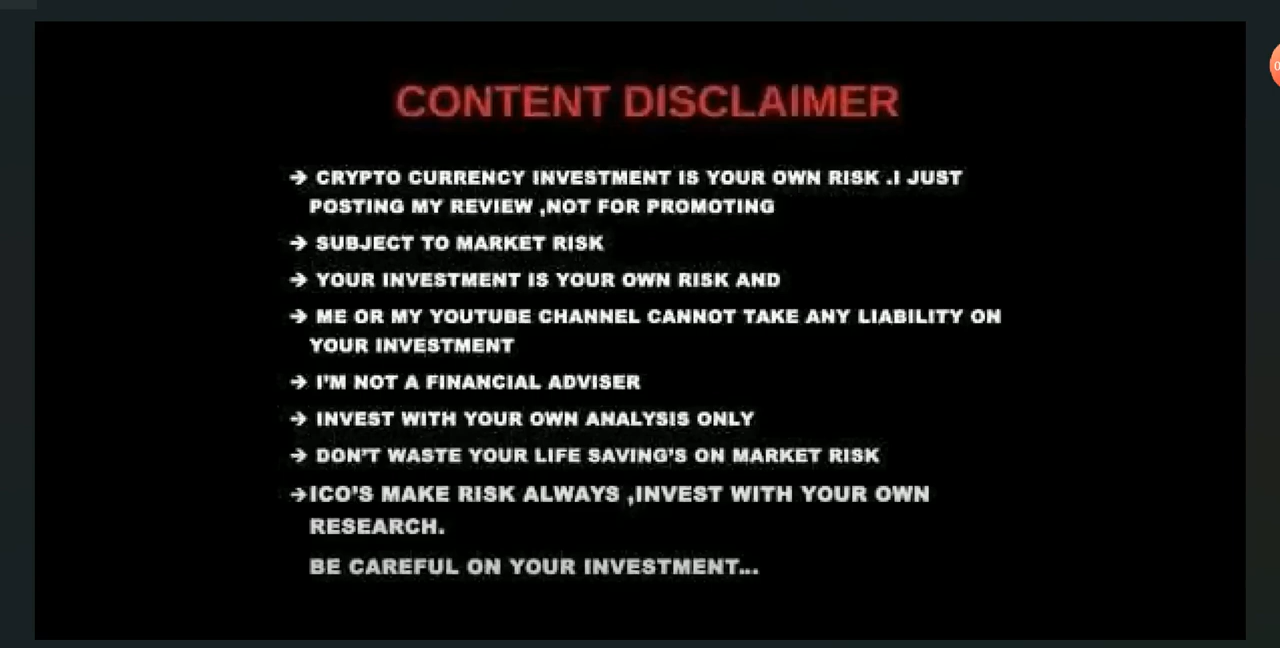 CONTENT DISCLAIMER
→ CRYPTO CURRENCY INVESTMENT IS YOUR OWN RISK .I JUST
POSTING MY REVIEW ,NOT FOR PROMOTING
→ SUBJECT TO MARKET RISK
→ YOUR INVESTMENT IS YOUR OWN RISK AND
→ ME OR MY YOUTUBE CHANNEL CANNOT TAKE ANY LIABILITY ON
YOUR INVESTMENT
→ I'M NOT A FINANCIAL ADVISER
→ INVEST WITH YOUR OWN ANALYSIS ONLY
→ DON'T WASTE YOUR LIFE SAVING'S ON MARKET RISK
→ICO'S MAKE RISK ALWAYS ,INVEST WITH YOUR OWN
RESEARCH.
BE CAREFUL ON YOUR INVESTMENT...